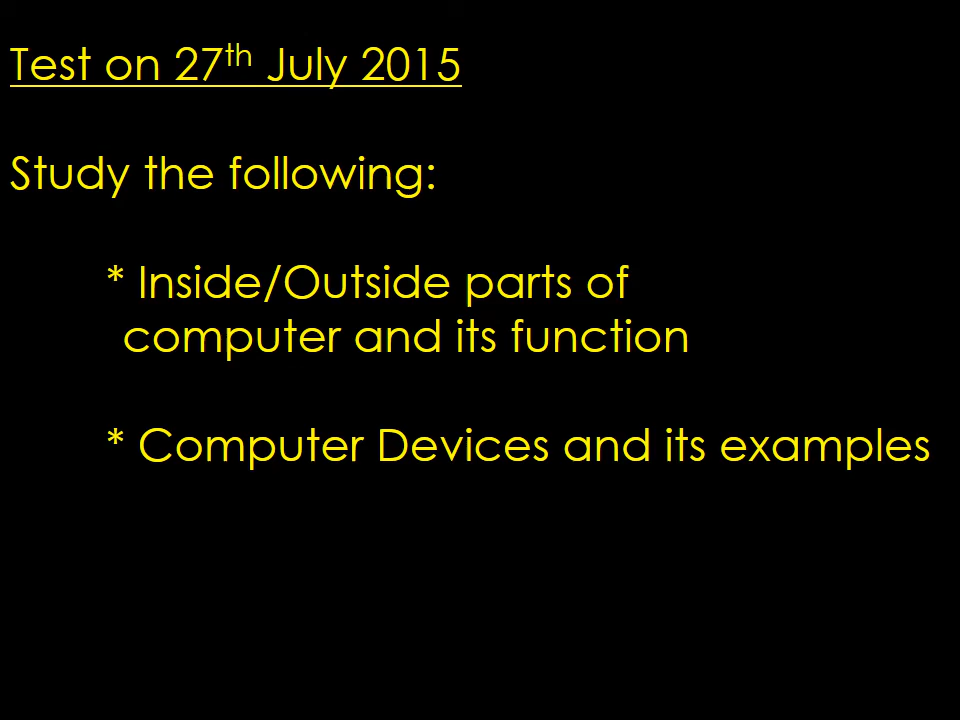 Test on 27th July 2015
Study the following:
* Inside/Outside parts of
computer and its function
* Computer Devices and its examples